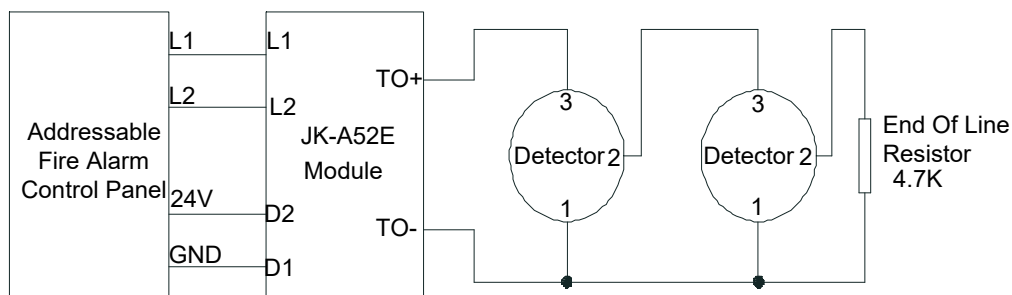 L1
L1
TO+
L2
L2
Addressable
Fire Alarm
Control Panel
JK-A52E
Module
24V
D2
TO-
GND
D1
3
Detector 2
1
3
Detector 2
1
End Of Line
Resistor
4.7K